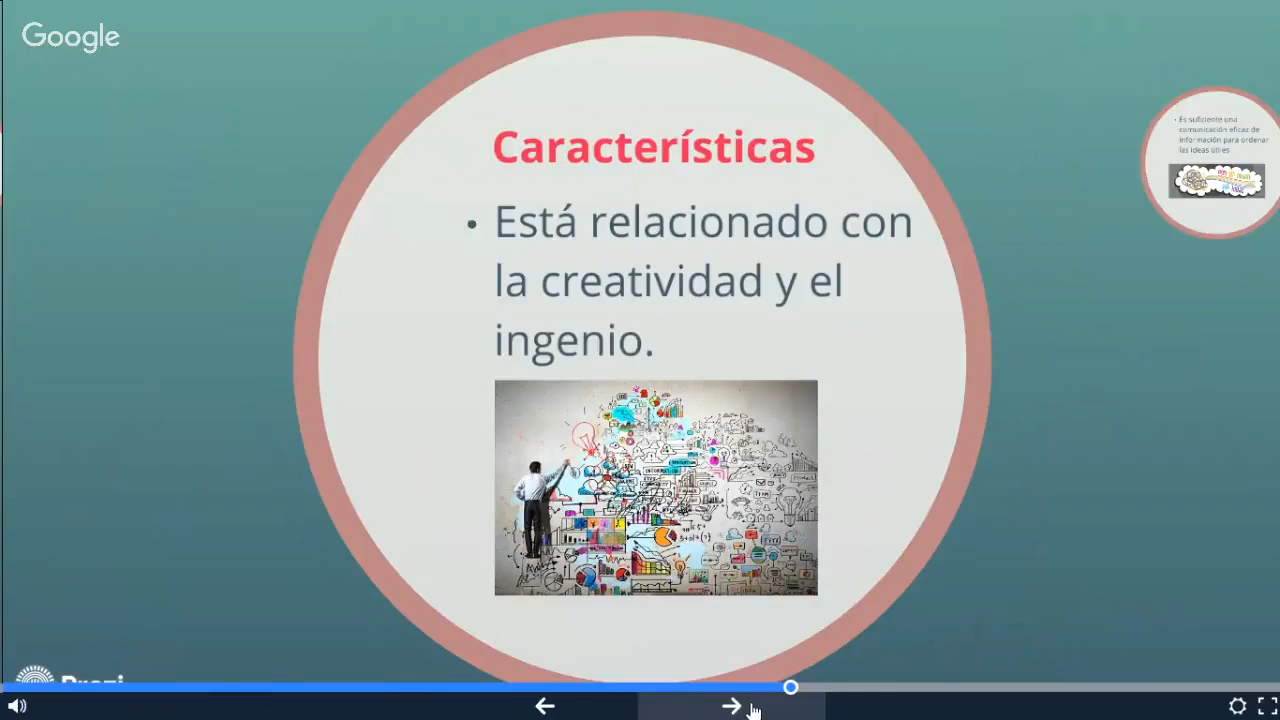 Google
Características
• Está relacionado con
la creatividad y el
ingenio.
• Es suficiente una
comunicación eficaz de
información para ordenar
las ideas útiles
Prezi